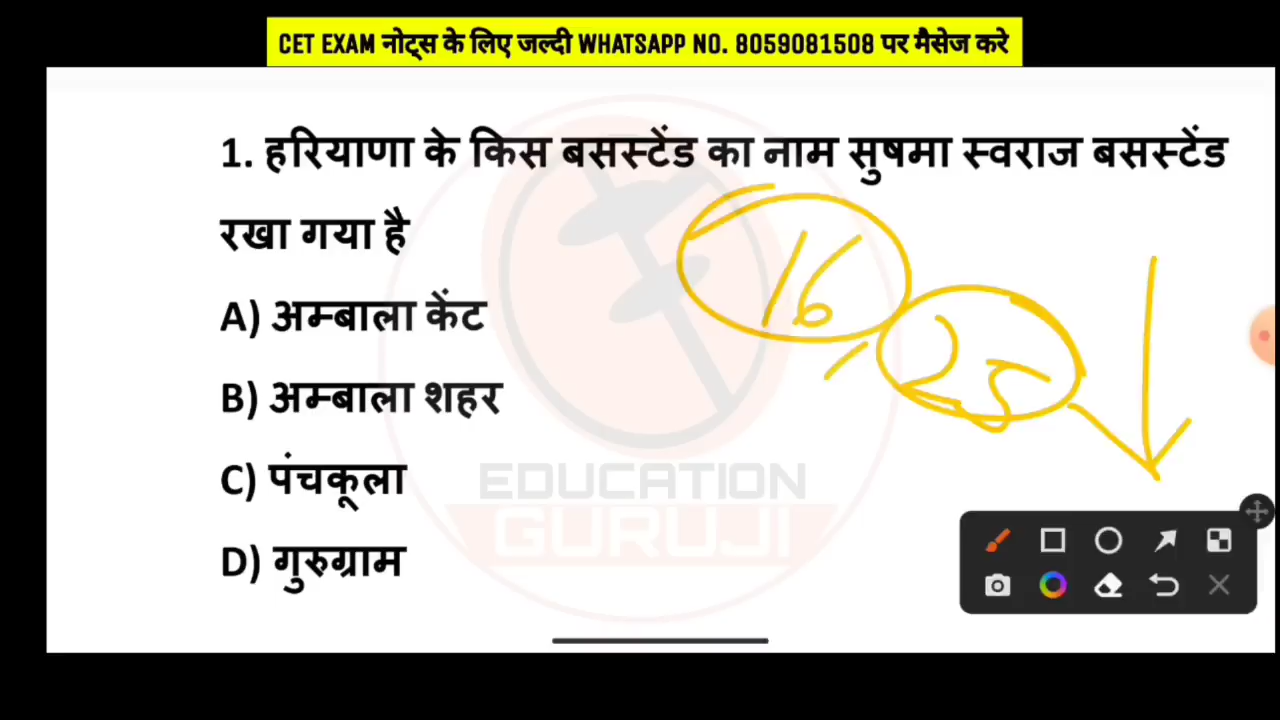 CET EXAM नोट्स के लिए जल्दी WHATSAPP NO. 8059081508 पर मैसेज करे
1. हरियाणा के किस बसस्टेंड का नाम सुषमा स्वराज बसस्टेंड
रखा गया है
16, 25
A) अम्बाला केंट
B) अम्बाला शहर
C) पंचकूला
D) गुरुग्राम
EDUCATION
GURUJI